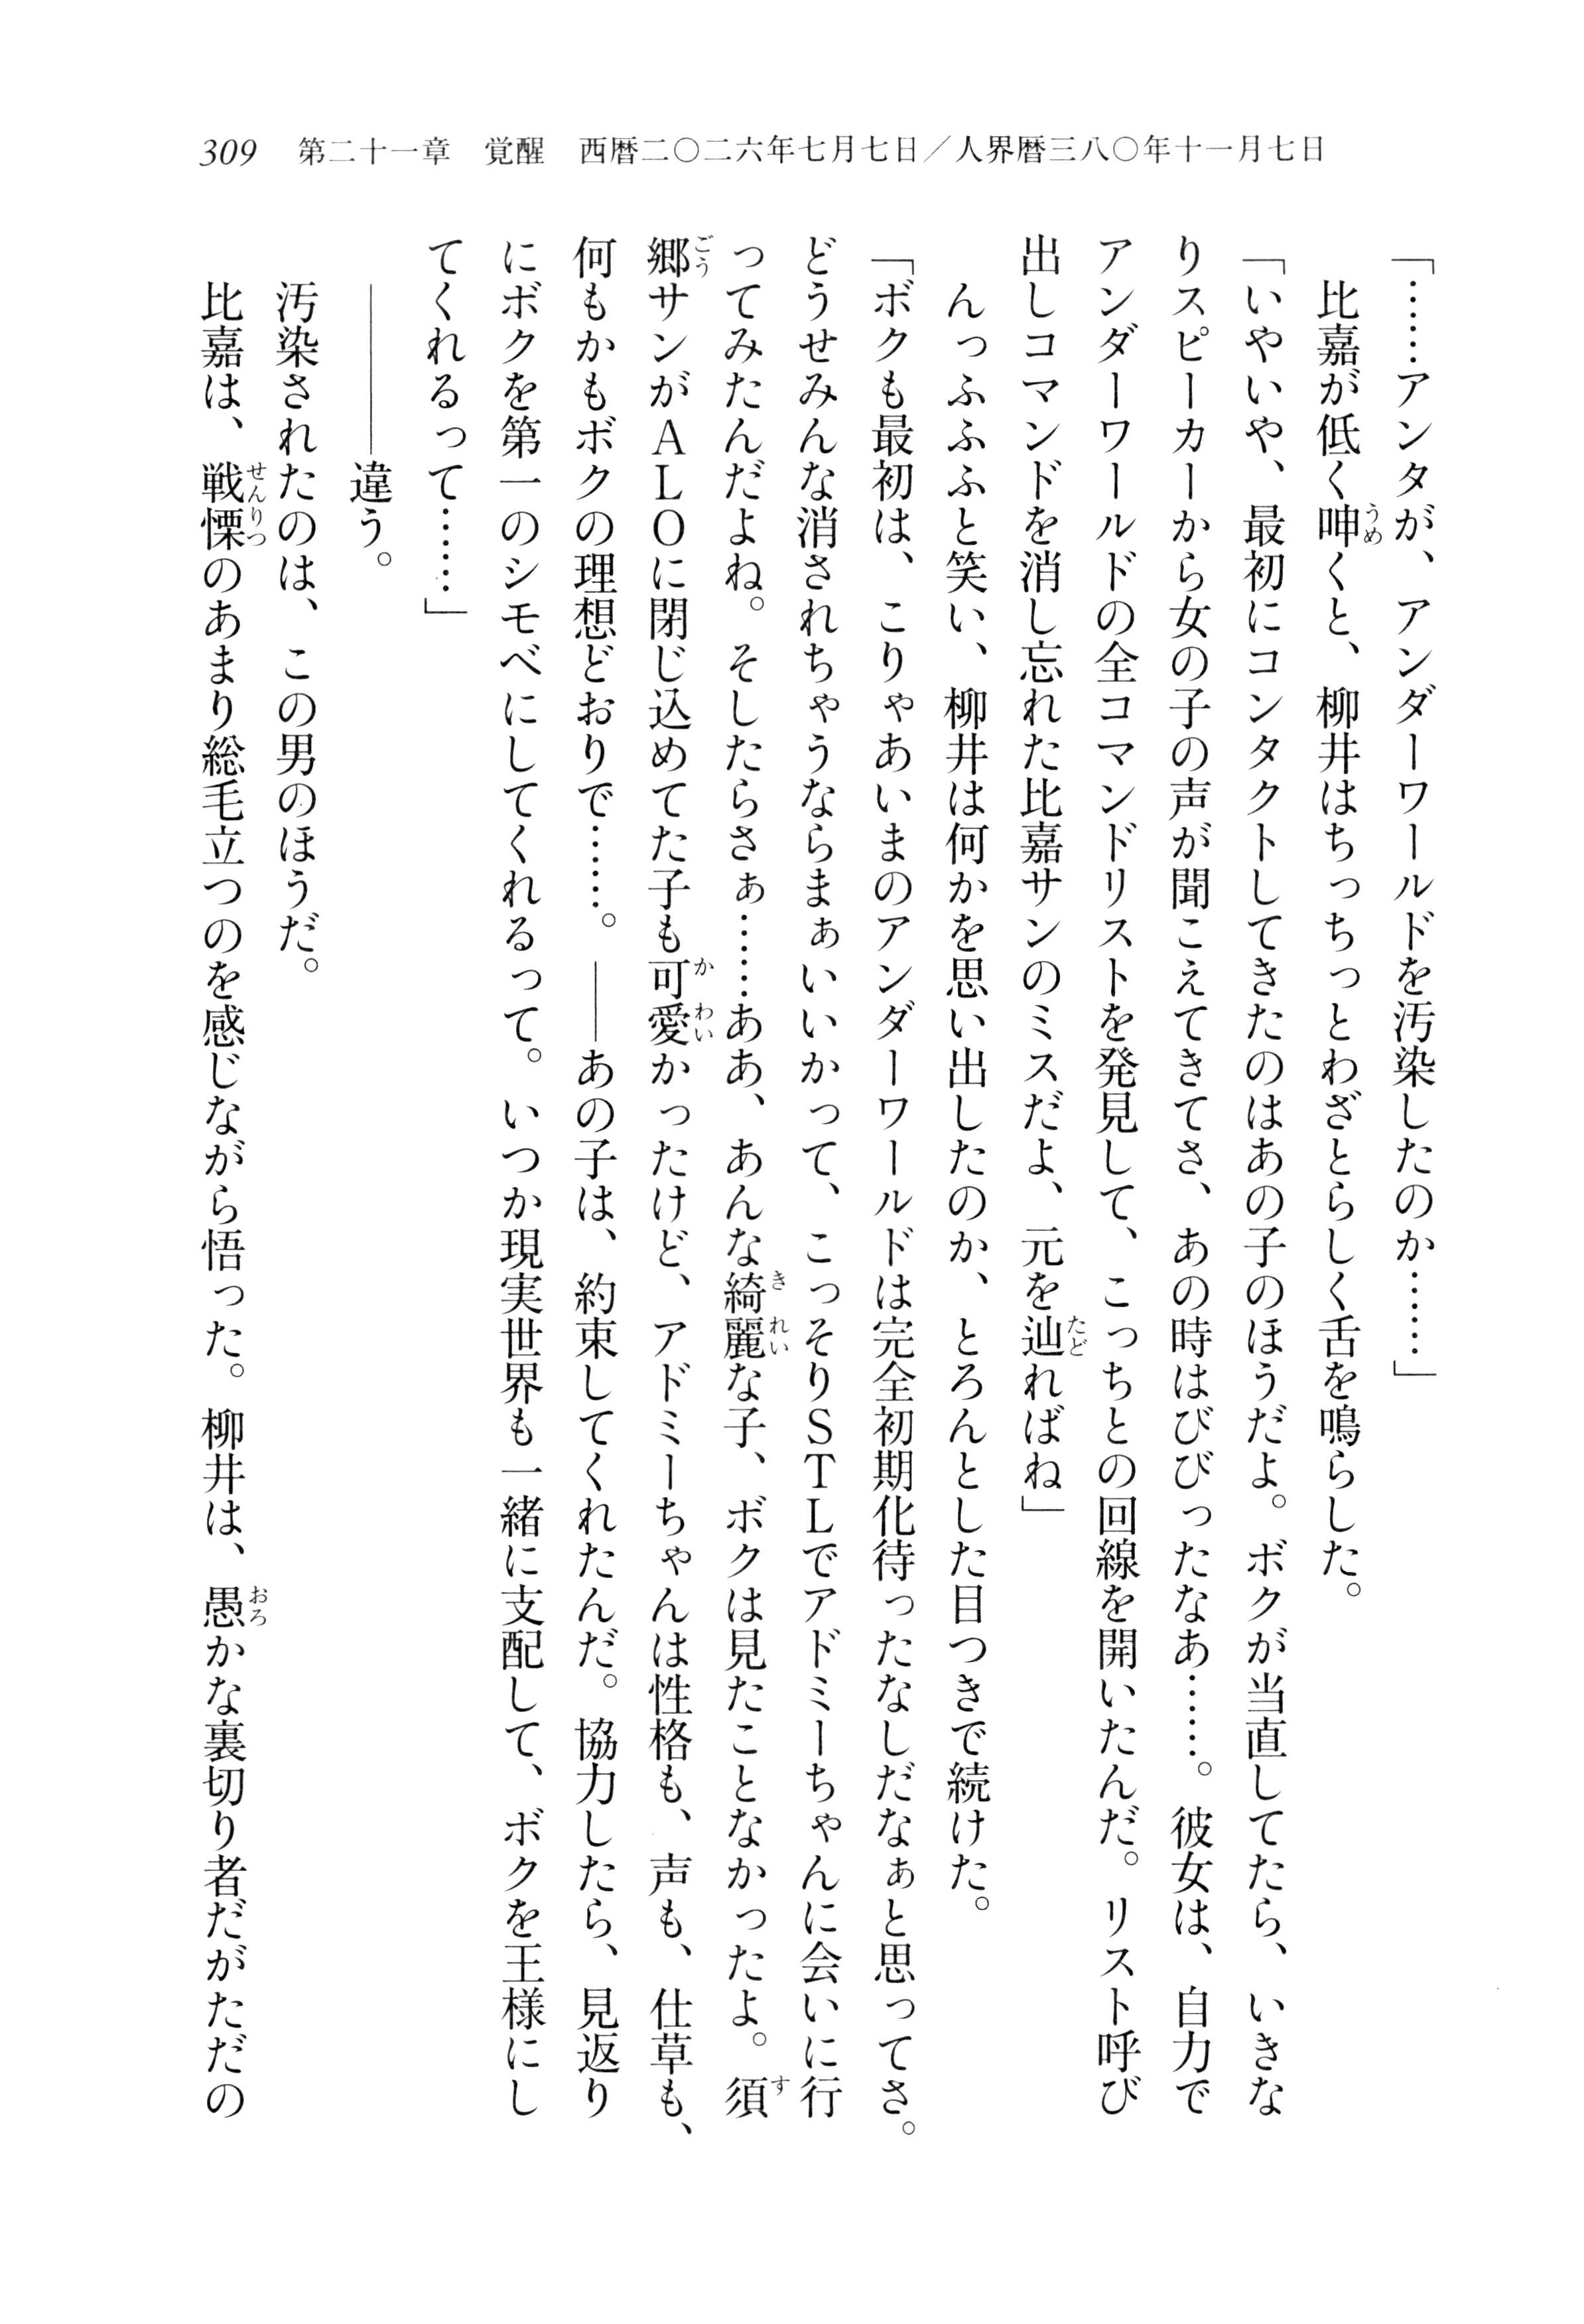 309　第二十一章　覚醒　西暦二〇二六年七月七日／人界暦三八〇年十一月七日
「……アンタが、アンダーワールドを汚染したのか……」
　比嘉が低く呻くと、柳井はちっちっとわざとらしく舌を鳴らした。
「いやいや、最初にコンタクトしてきたのはあの子のほうだよ。ボクが当直してたら、いきな
りスピーカーから女の子の声が聞こえてきてさ、あの時はびびったなあ……。彼女は、自力で
アンダーワールドの全コマンドリストを発見して、こっちとの回線を開いたんだ。リスト呼び
出しコマンドを消し忘れた比嘉サンのミスだよ、元を辿ればね」
　んっふふふと笑い、柳井は何かを思い出したのか、とろんとした目つきで続けた。
「ボクも最初は、こりゃあいまのアンダーワールドは完全初期化待ったなしだなぁと思ってさ。
どうせみんな消されちゃうならまぁいいかって、こっそりＳＴＬでアドミーちゃんに会いに行
ってみたんだよね。そしたらさぁ……ああ、あんな綺麗な子、ボクは見たことなかったよ。須
郷サンがＡＬＯに閉じ込めてた子も可愛かったけど、アドミーちゃんは性格も、声も、仕草も、
何もかもボクの理想どおりで……。――あの子は、約束してくれたんだ。協力したら、見返り
にボクを第一のシモベにしてくれるって。いつか現実世界も一緒に支配して、ボクを王様にし
てくれるって……」
　――――違う。
　汚染されたのは、この男のほうだ。
　比嘉は、戦慄のあまり総毛立つのを感じながら悟った。柳井は、愚かな裏切り者だがただの